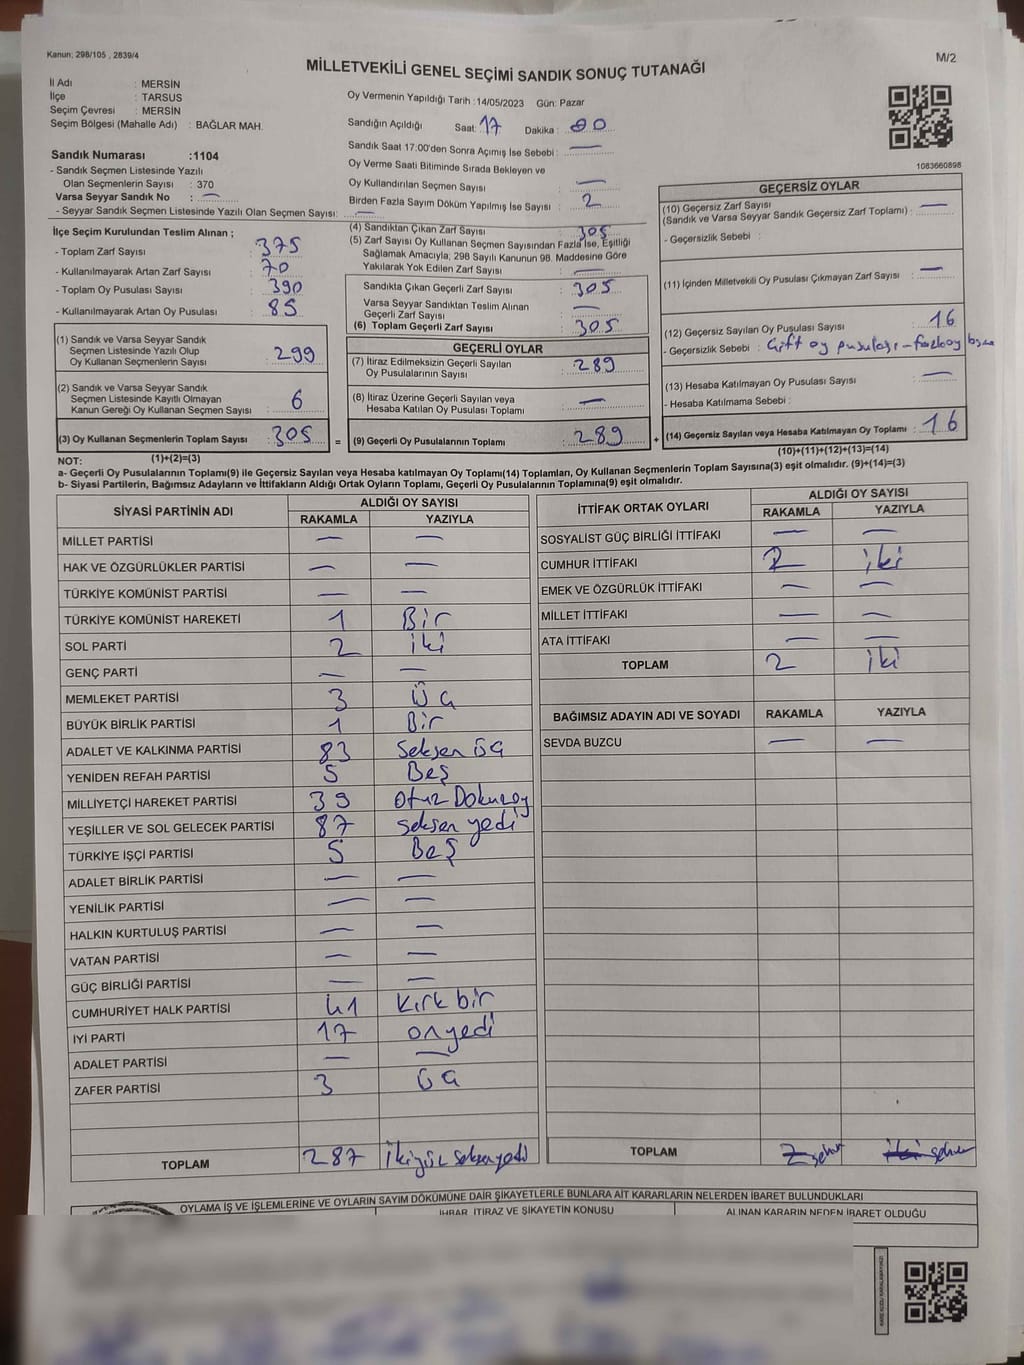 Kanun: 298/105 , 2839/4
M/2
MİLLETVEKİLİ GENEL SEÇİMİ SANDIK SONUÇ TUTANAĞI
İl Adı : MERSİN
İlçe : TARSUS
Seçim Çevresi : MERSİN
Seçim Bölgesi (Mahalle Adı) : BAĞLAR MAH.
Oy Vermenin Yapıldığı Tarih :14/05/2023 Gün: Pazar
Sandığın Açıldığı Saat: 17 Dakika : 00
Sandık Saat 17:00'den Sonra Açımış İse Sebebi : —
Oy Verme Saati Bitiminde Sırada Bekleyen ve
Oy Kullandırılan Seçmen Sayısı —
Birden Fazla Sayım Döküm Yapılmış İse Sayısı : 2
1083660898
Sandık Numarası :1104
- Sandık Seçmen Listesinde Yazılı
Olan Seçmenlerin Sayısı : 370
Varsa Seyyar Sandık No : —
- Seyyar Sandık Seçmen Listesinde Yazılı Olan Seçmen Sayısı: —
İlçe Seçim Kurulundan Teslim Alınan ;
- Toplam Zarf Sayısı : 375
- Kullanılmayarak Artan Zarf Sayısı : 70
- Toplam Oy Pusulası Sayısı : 390
- Kullanılmayarak Artan Oy Pusulası : 85
(1) Sandık ve Varsa Seyyar Sandık
Seçmen Listesinde Yazılı Olup
Oy Kullanan Seçmenlerin Sayısı : 299
(2) Sandık ve Varsa Seyyar Sandık
Seçmen Listesinde Kayıtlı Olmayan
Kanun Gereği Oy Kullanan Seçmen Sayısı : 6
(3) Oy Kullanan Seçmenlerin Toplam Sayısı : 305
(1)+(2)=(3)
(4) Sandıktan Çıkan Zarf Sayısı : 305
(5) Zarf Sayısı Oy Kullanan Seçmen Sayısından Fazla İse, Eşitliği
Sağlamak Amacıyla; 298 Sayılı Kanunun 98. Maddesine Göre
Yakılarak Yok Edilen Zarf Sayısı : —
Sandıkta Çıkan Geçerli Zarf Sayısı : 305
Varsa Seyyar Sandıktan Teslim Alınan
Geçerli Zarf Sayısı : —
(6) Toplam Geçerli Zarf Sayısı : 305
GEÇERLİ OYLAR
(7) İtiraz Edilmeksizin Geçerli Sayılan
Oy Pusulalarının Sayısı : 289
(8) İtiraz Üzerine Geçerli Sayılan veya
Hesaba Katılan Oy Pusulası Toplamı : —
= (9) Geçerli Oy Pusulalarının Toplamı : 289 +
GEÇERSİZ OYLAR
(10) Geçersiz Zarf Sayısı
(Sandık ve Varsa Seyyar Sandık Geçersiz Zarf Toplamı) : —
- Geçersizlik Sebebi :
(11) İçinden Milletvekili Oy Pusulası Çıkmayan Zarf Sayısı : —
(12) Geçersiz Sayılan Oy Pusulası Sayısı : 16
- Geçersizlik Sebebi : Çift oy pusulası - fazla oy
(13) Hesaba Katılmayan Oy Pusulası Sayısı : —
- Hesaba Katılmama Sebebi :
(14) Geçersiz Sayılan veya Hesaba Katılmayan Oy Toplamı : 16
(10)+(11)+(12)+(13)=(14)
NOT:
a- Geçerli Oy Pusulalarının Toplamı(9) ile Geçersiz Sayılan veya Hesaba katılmayan Oy Toplamı(14) Toplamları, Oy Kullanan Seçmenlerin Toplam Sayısına(3) eşit olmalıdır. (9)+(14)=(3)
b- Siyasi Partilerin, Bağımsız Adayların ve İttifakların Aldığı Ortak Oyların Toplamı, Geçerli Oy Pusulalarının Toplamına(9) eşit olmalıdır.
SİYASİ PARTİNİN ADI ALDIĞI OY SAYISI
RAKAMLA YAZIYLA
MİLLET PARTİSİ — —
HAK VE ÖZGÜRLÜKLER PARTİSİ — —
TÜRKİYE KOMÜNİST PARTİSİ — —
TÜRKİYE KOMÜNİST HAREKETİ 1 Bir
SOL PARTİ 2 iki
GENÇ PARTİ — —
MEMLEKET PARTİSİ 3 Üç
BÜYÜK BİRLİK PARTİSİ 1 Bir
ADALET VE KALKINMA PARTİSİ 83 Seksen üç
YENİDEN REFAH PARTİSİ 5 Beş
MİLLİYETÇİ HAREKET PARTİSİ 39 Otuz Dokuz oy
YEŞİLLER VE SOL GELECEK PARTİSİ 87 seksen yedi
TÜRKİYE İŞÇİ PARTİSİ 5 Beş
ADALET BİRLİK PARTİSİ — —
YENİLİK PARTİSİ — —
HALKIN KURTULUŞ PARTİSİ — —
VATAN PARTİSİ — —
GÜÇ BİRLİĞİ PARTİSİ — —
CUMHURİYET HALK PARTİSİ 41 Kırk bir
İYİ PARTİ 17 on yedi
ADALET PARTİSİ — —
ZAFER PARTİSİ 3 üç
TOPLAM 287 İkiyüz seksen yedi
İTTİFAK ORTAK OYLARI ALDIĞI OY SAYISI
RAKAMLA YAZIYLA
SOSYALİST GÜÇ BİRLİĞİ İTTİFAKI — —
CUMHUR İTTİFAKI 2 iki
EMEK VE ÖZGÜRLÜK İTTİFAKI — —
MİLLET İTTİFAKI — —
ATA İTTİFAKI — —
TOPLAM 2 iki
BAĞIMSIZ ADAYIN ADI VE SOYADI RAKAMLA YAZIYLA
SEVDA BUZCU — —
TOPLAM 2 sehven iki sehven
OYLAMA İŞ VE İŞLEMLERİNE VE OYLARIN SAYIM DÖKÜMÜNE DAİR ŞİKAYETLERLE BUNLARA AİT KARARLARIN NELERDEN İBARET BULUNDUKLARI
İHBAR, İTİRAZ VE ŞİKAYETİN KONUSU ALINAN KARARIN NEDEN İBARET OLDUĞU